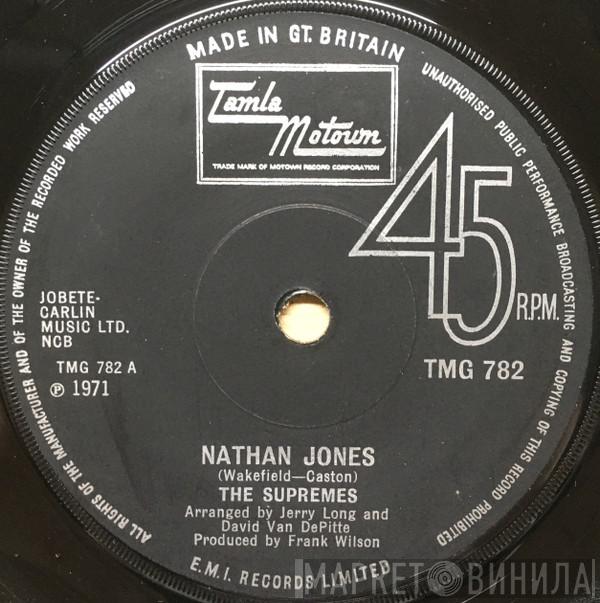 MADE IN GT. BRITAIN
Tamla
Motown
TRADE MARK OF MOTOWN RECORD CORPORATION
45
R.P.M.
TMG 782
JOBETE-
CARLIN
MUSIC LTD.
NCB
TMG 782 A
℗ 1971
NATHAN JONES
(Wakefield—Caston)
THE SUPREMES
Arranged by Jerry Long and
David Van DePitte
Produced by Frank Wilson
E.M.I. RECORDS LIMITED
ALL RIGHTS OF THE MANUFACTURER AND OF THE OWNER OF THE RECORDED WORK RESERVED
UNAUTHORISED PUBLIC PERFORMANCE BROADCASTING AND COPYING OF THIS RECORD PROHIBITED
МАРКЕТ ВИНИЛА